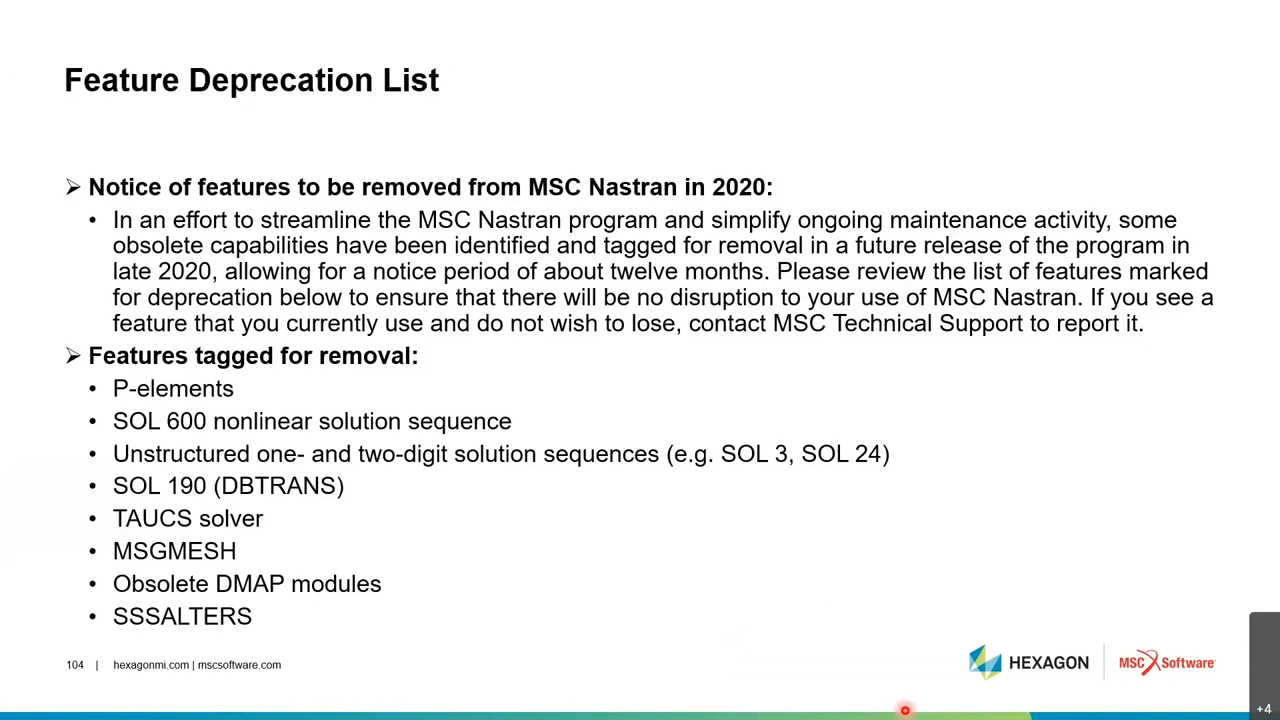 Feature Deprecation List
➢ Notice of features to be removed from MSC Nastran in 2020:
• In an effort to streamline the MSC Nastran program and simplify ongoing maintenance activity, some
obsolete capabilities have been identified and tagged for removal in a future release of the program in
late 2020, allowing for a notice period of about twelve months. Please review the list of features marked
for deprecation below to ensure that there will be no disruption to your use of MSC Nastran. If you see a
feature that you currently use and do not wish to lose, contact MSC Technical Support to report it.
➢ Features tagged for removal:
• P-elements
• SOL 600 nonlinear solution sequence
• Unstructured one- and two-digit solution sequences (e.g. SOL 3, SOL 24)
• SOL 190 (DBTRANS)
• TAUCS solver
• MSGMESH
• Obsolete DMAP modules
• SSSALTERS
104 | hexagonmi.com | mscsoftware.com
HEXAGON
MSC Software
+4